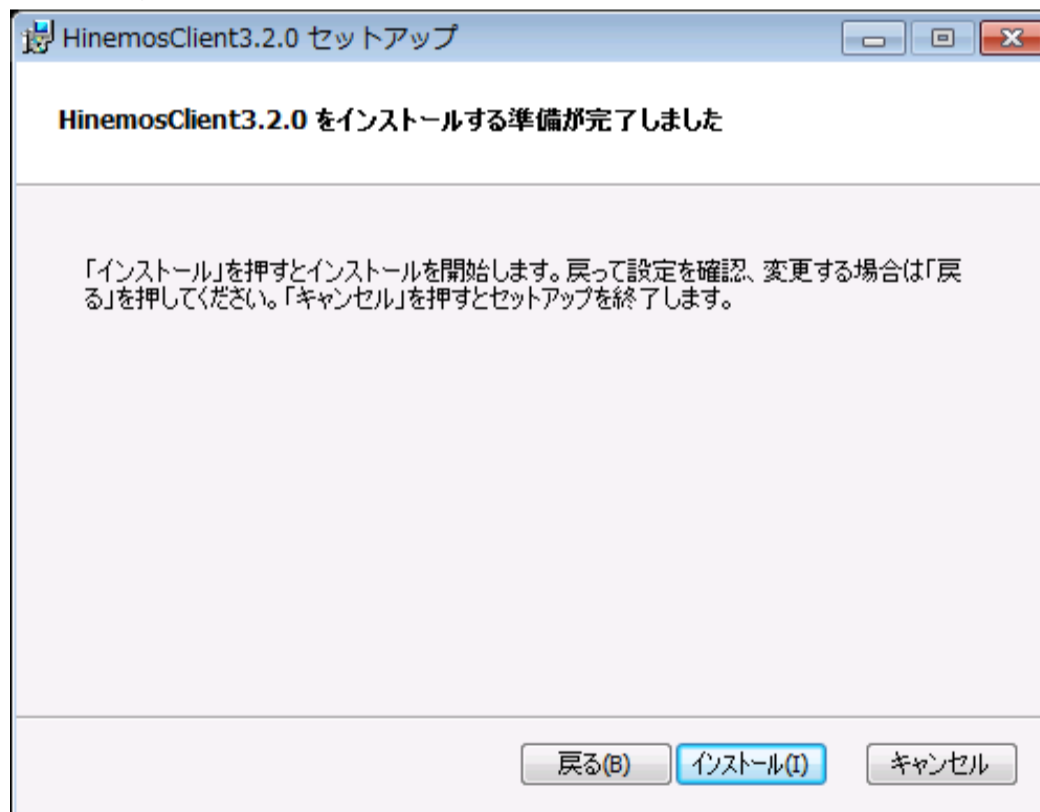 HinemosClient3.2.0 セットアップ
HinemosClient3.2.0 をインストールする準備が完了しました
「インストール」を押すとインストールを開始します。戻って設定を確認、変更する場合は「戻
る」を押してください。「キャンセル」を押すとセットアップを終了します。
戻る(B) インストール(I) キャンセル